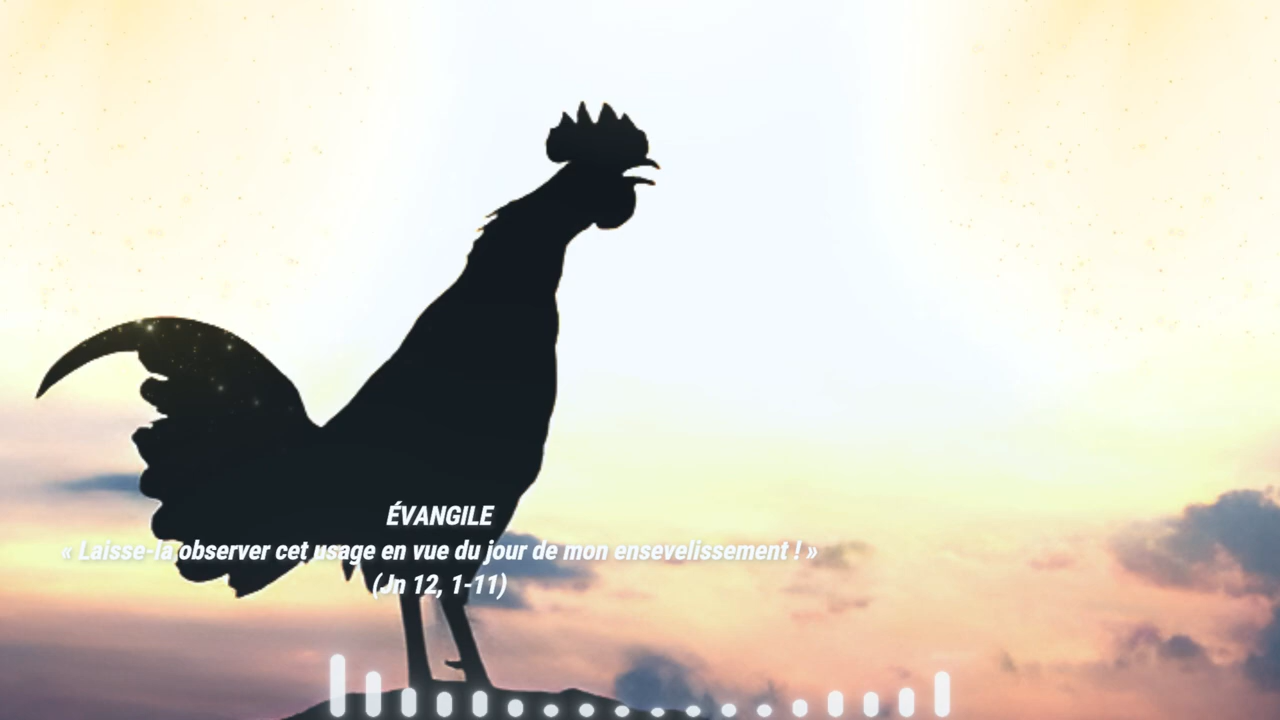 ÉVANGILE
« Laisse-la observer cet usage en vue du jour de mon ensevelissement ! »
(Jn 12, 1-11)